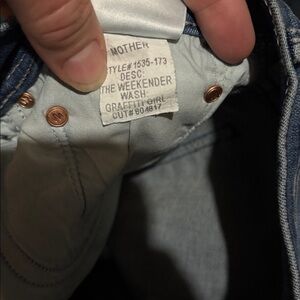 MOTHER
STYLE# 1535-173
DESC:
THE WEEKENDER
WASH:
GRAFFITI GIRL
CUT# 604817